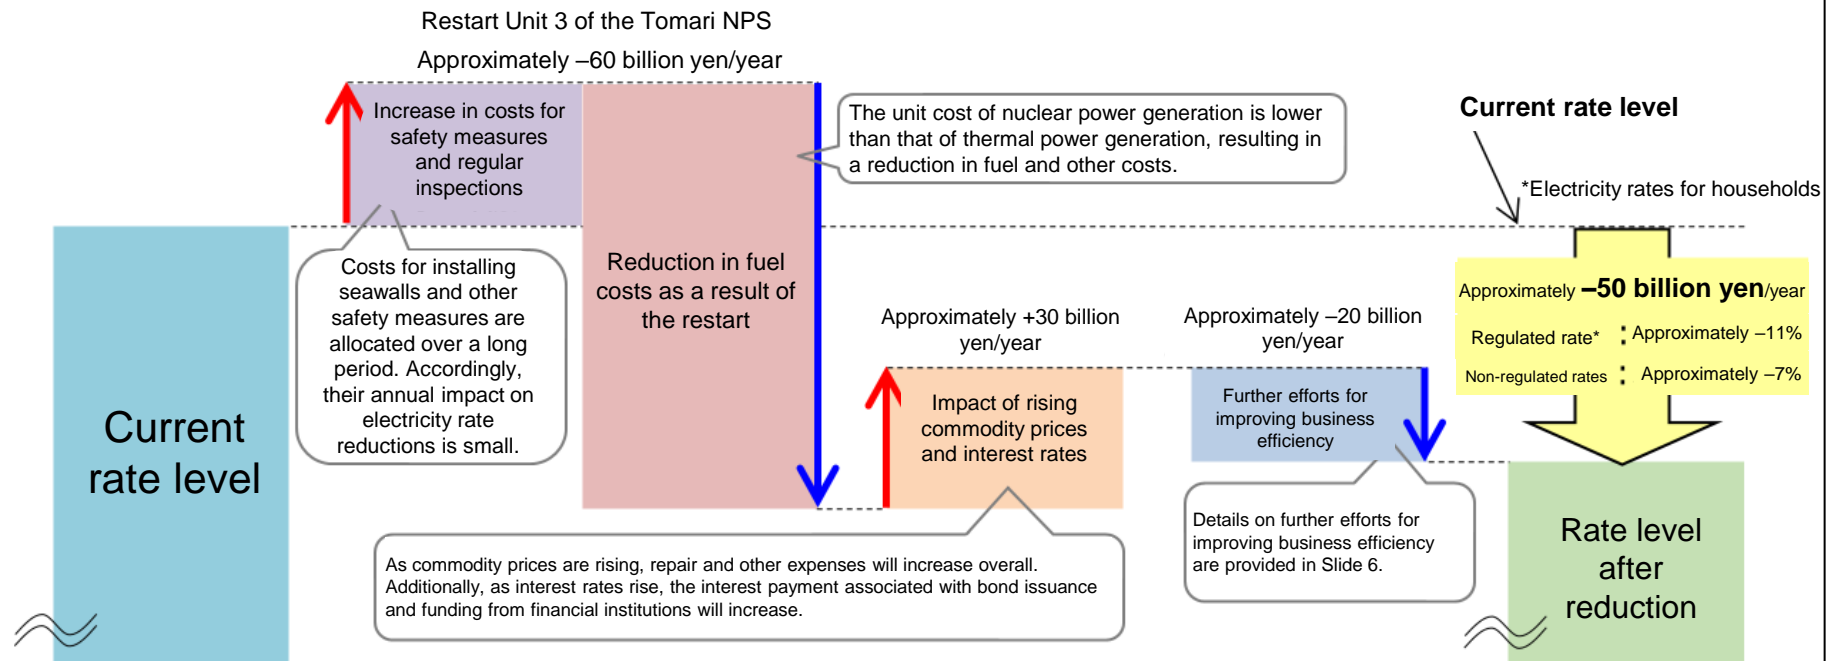 Restart Unit 3 of the Tomari NPS
Approximately –60 billion yen/year
Increase in costs for
safety measures
and regular
inspections
The unit cost of nuclear power generation is lower
than that of thermal power generation, resulting in
a reduction in fuel and other costs.
Current rate level
*Electricity rates for households
Current
rate level
Costs for installing
seawalls and other
safety measures are
allocated over a long
period. Accordingly,
their annual impact on
electricity rate
reductions is small.
Reduction in fuel
costs as a result of
the restart
Approximately +30 billion
yen/year
Impact of rising
commodity prices
and interest rates
As commodity prices are rising, repair and other expenses will increase overall.
Additionally, as interest rates rise, the interest payment associated with bond issuance
and funding from financial institutions will increase.
Approximately –20 billion
yen/year
Further efforts for
improving business
efficiency
Details on further efforts for
improving business efficiency
are provided in Slide 6.
Approximately –50 billion yen/year
Regulated rate* Approximately –11%
Non-regulated rates Approximately –7%
Rate level
after
reduction